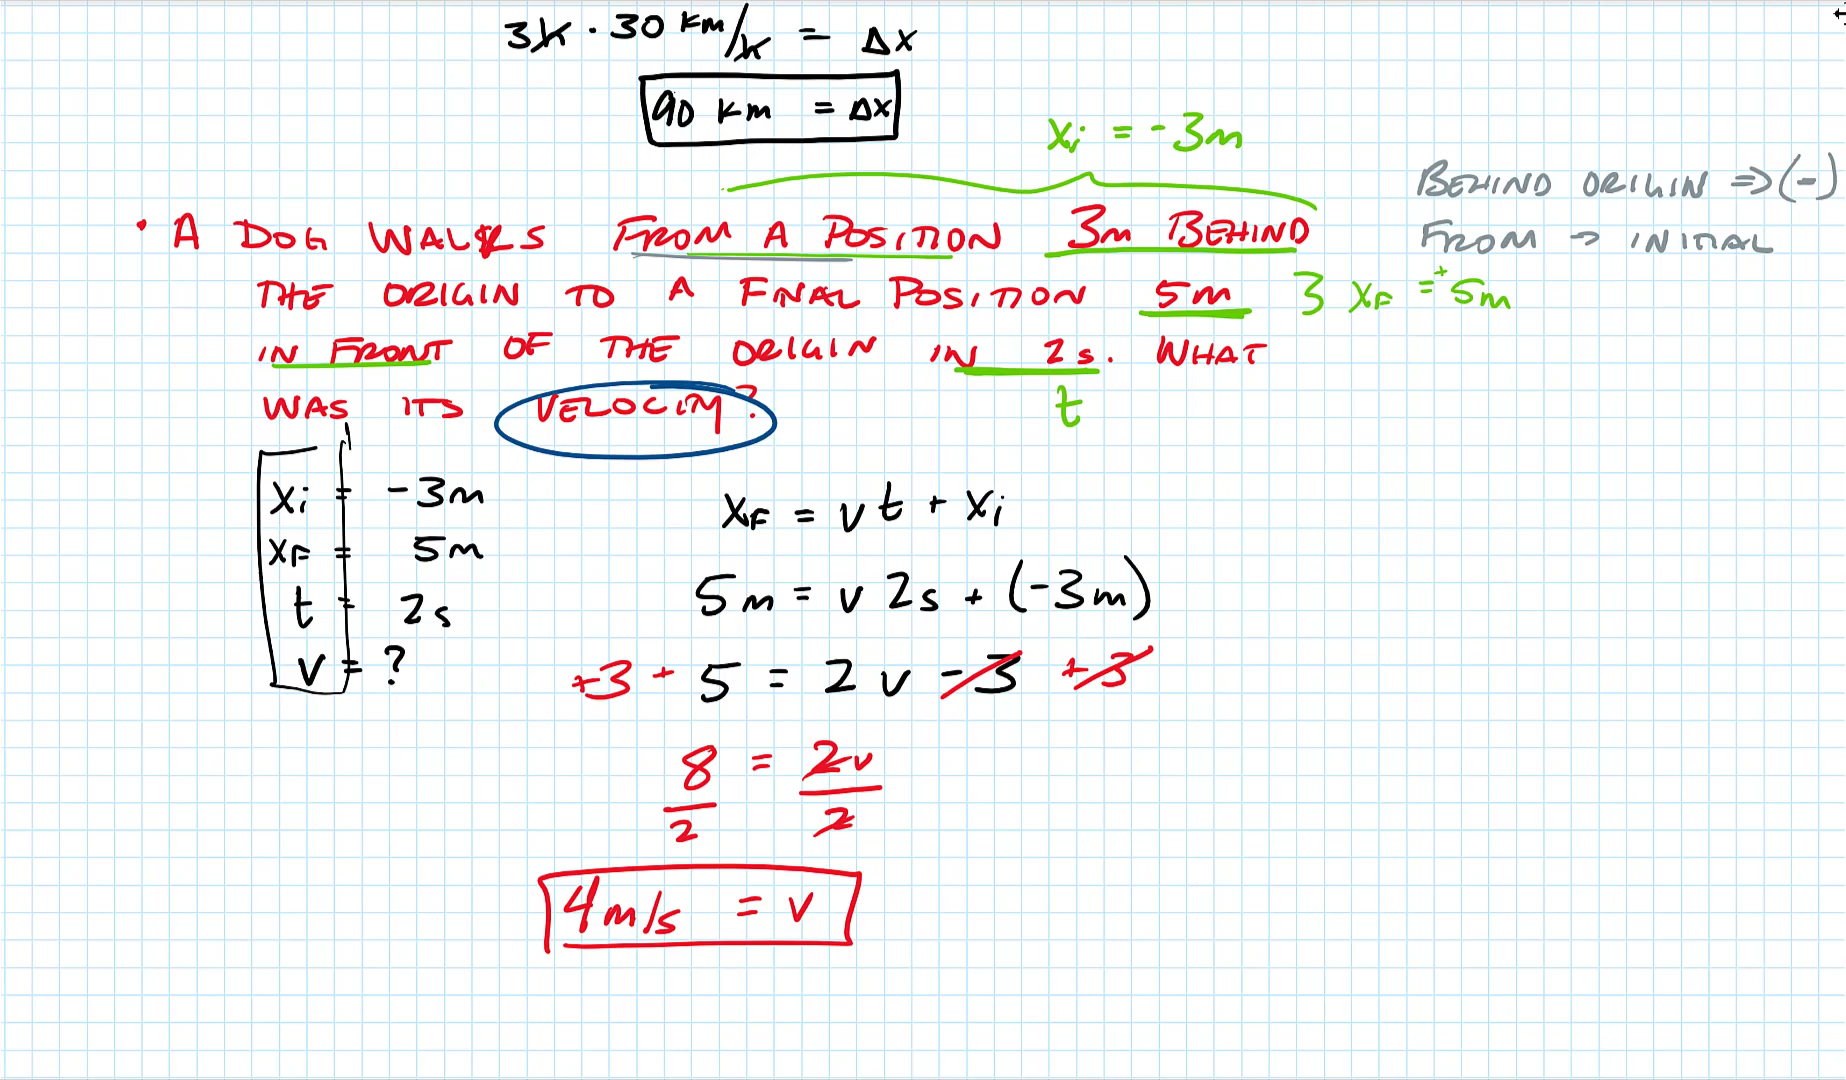 3h · 30 km/h = Δx
90 km = Δx
xi = -3m
BEHIND ORIGIN ⇒ (-)
FROM → INITIAL
• A DOG WALKS FROM A POSITION 3m BEHIND
THE ORIGIN TO A FINAL POSITION 5m } xF = +5m
IN FRONT OF THE ORIGIN IN 2s. WHAT
t
WAS ITS VELOCITY?
xi = -3m
xF = 5m
t = 2s
v = ?
xF = vt + xi
5m = v 2s + (-3m)
+3 + 5 = 2v - 3 + 3
8/2 = 2v/2
4m/s = v